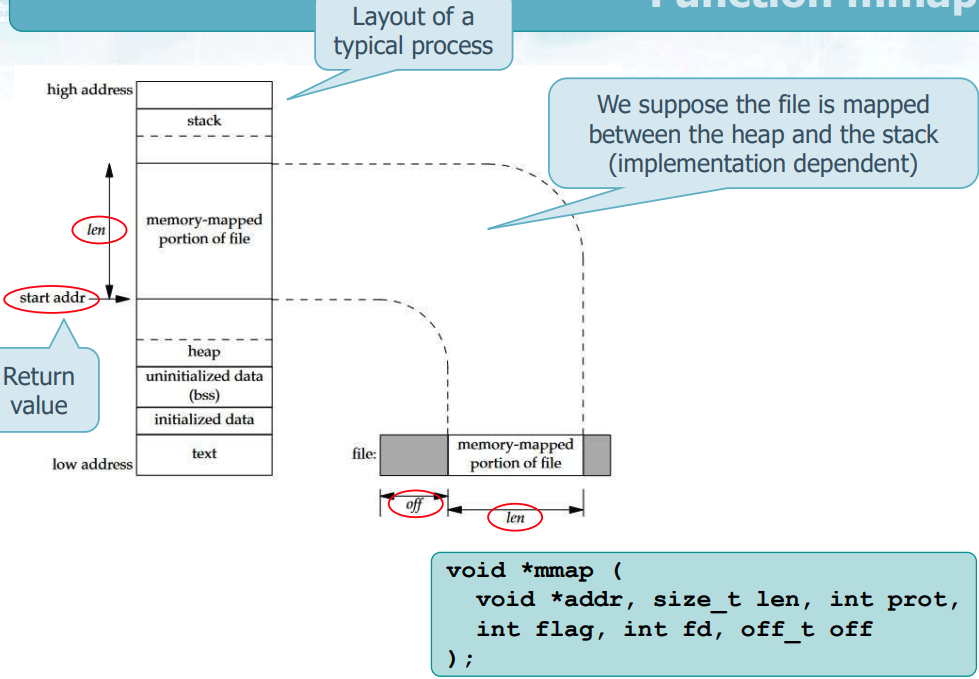 Function mmap
Layout of a
typical process
high address
stack
We suppose the file is mapped
between the heap and the stack
(implementation dependent)
len
memory-mapped
portion of file
start addr
Return
value
heap
uninitialized data
(bss)
initialized data
text
low address
file:
memory-mapped
portion of file
off
len
void *mmap (
void *addr, size_t len, int prot,
int flag, int fd, off_t off
);